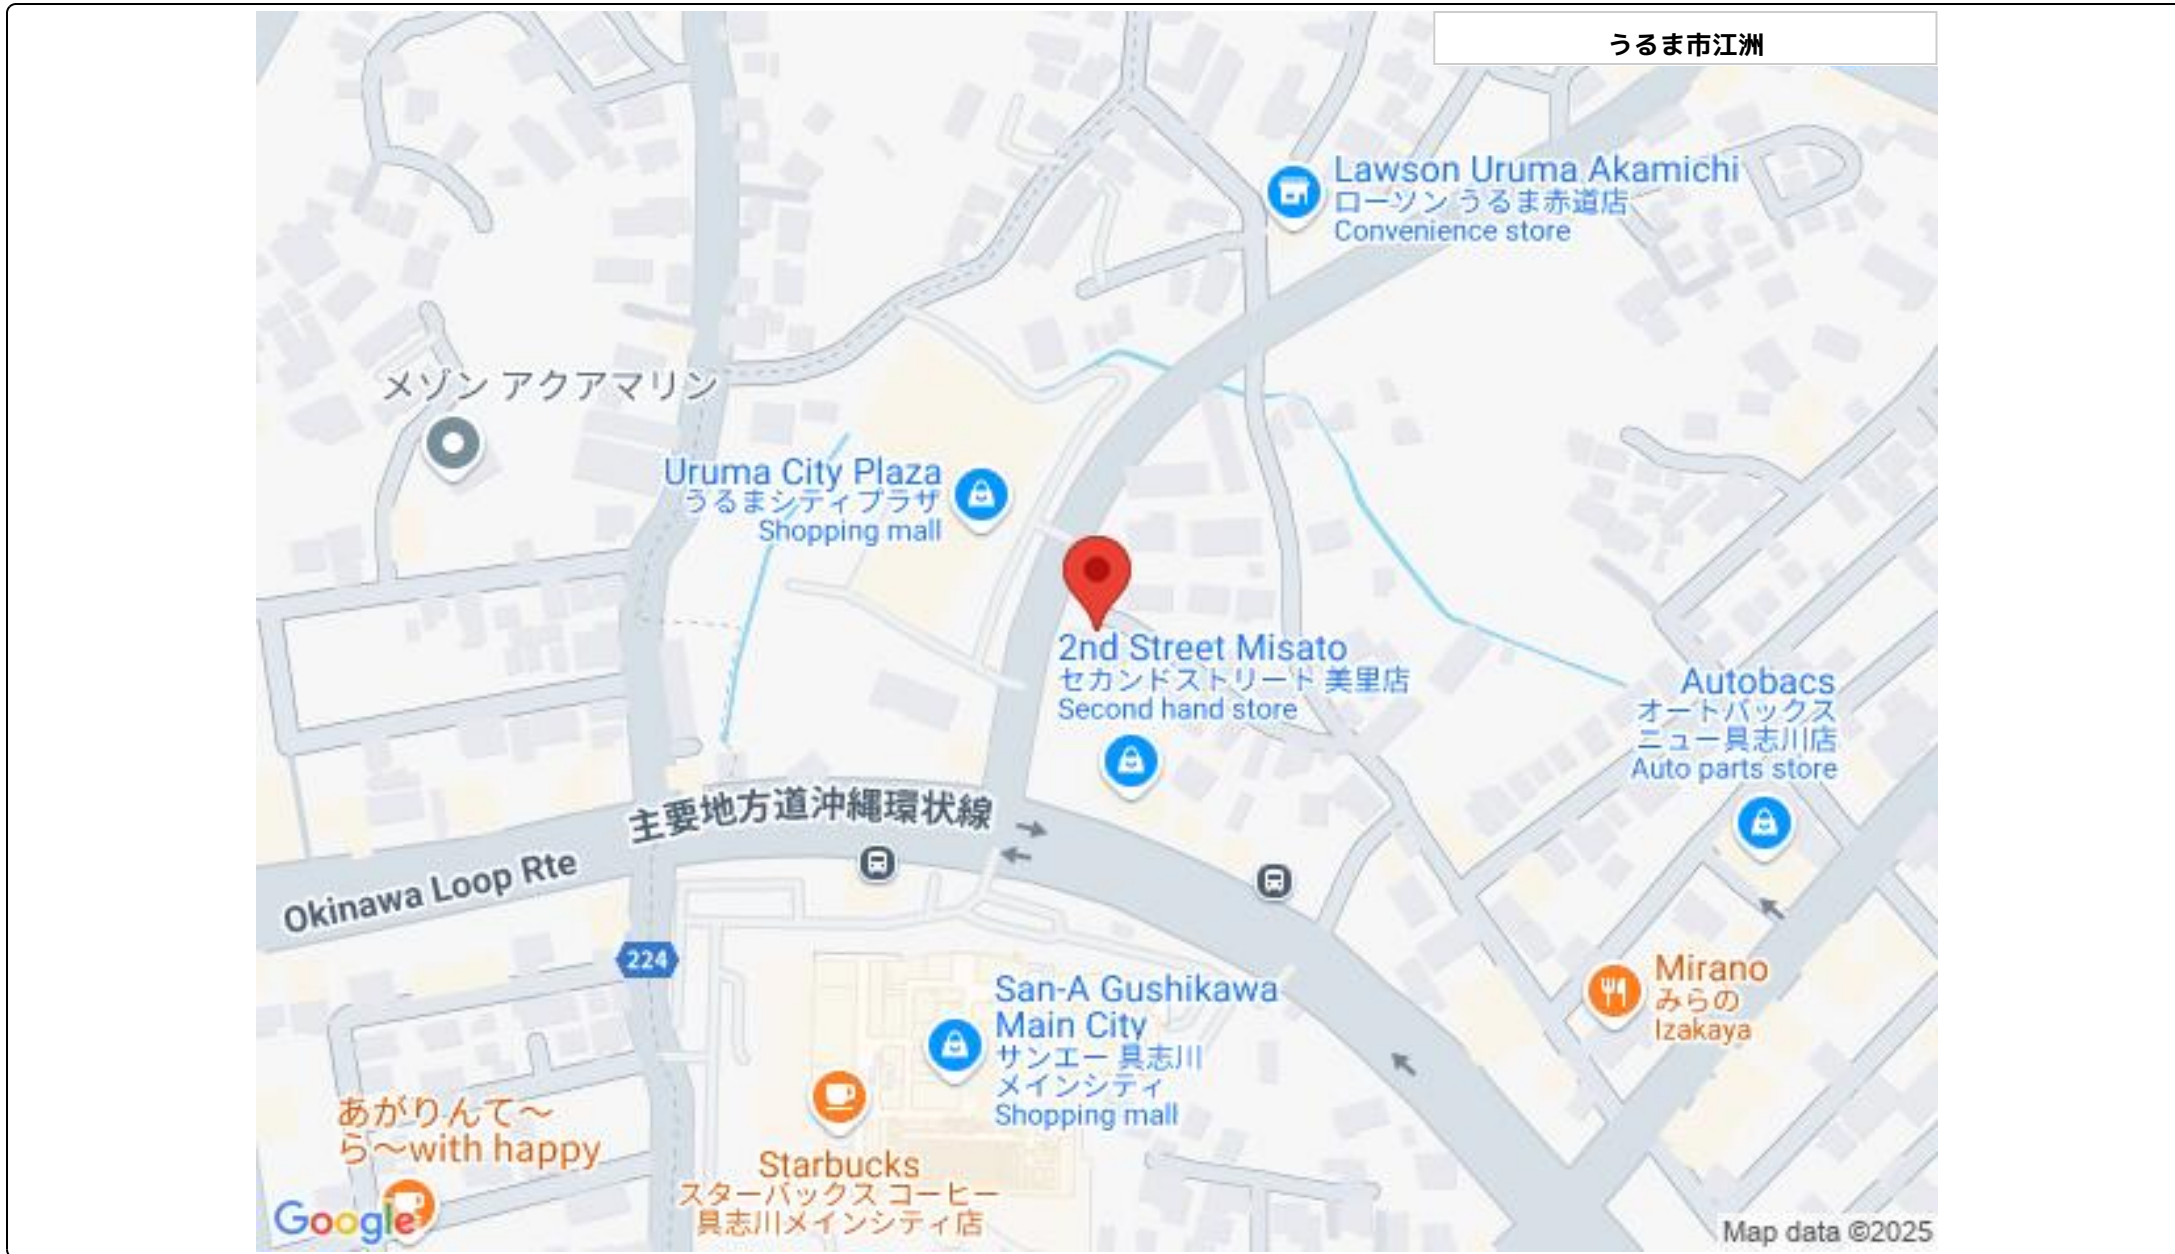 うるま市江洲
Lawson Uruma Akamichi
ローソン うるま赤道店
Convenience store
メゾン アクアマリン
Uruma City Plaza
うるまシティプラザ
Shopping mall
2nd Street Misato
セカンドストリート 美里店
Second hand store
Autobacs
オートバックス
ニュー具志川店
Auto parts store
主要地方道沖縄環状線
Okinawa Loop Rte
224
San-A Gushikawa
Main City
サンエー 具志川
メインシティ
Shopping mall
Mirano
みらの
Izakaya
あがりんて～
ら～with happy
Starbucks
スターバックス コーヒー
具志川メインシティ店
Google
Map data ©2025